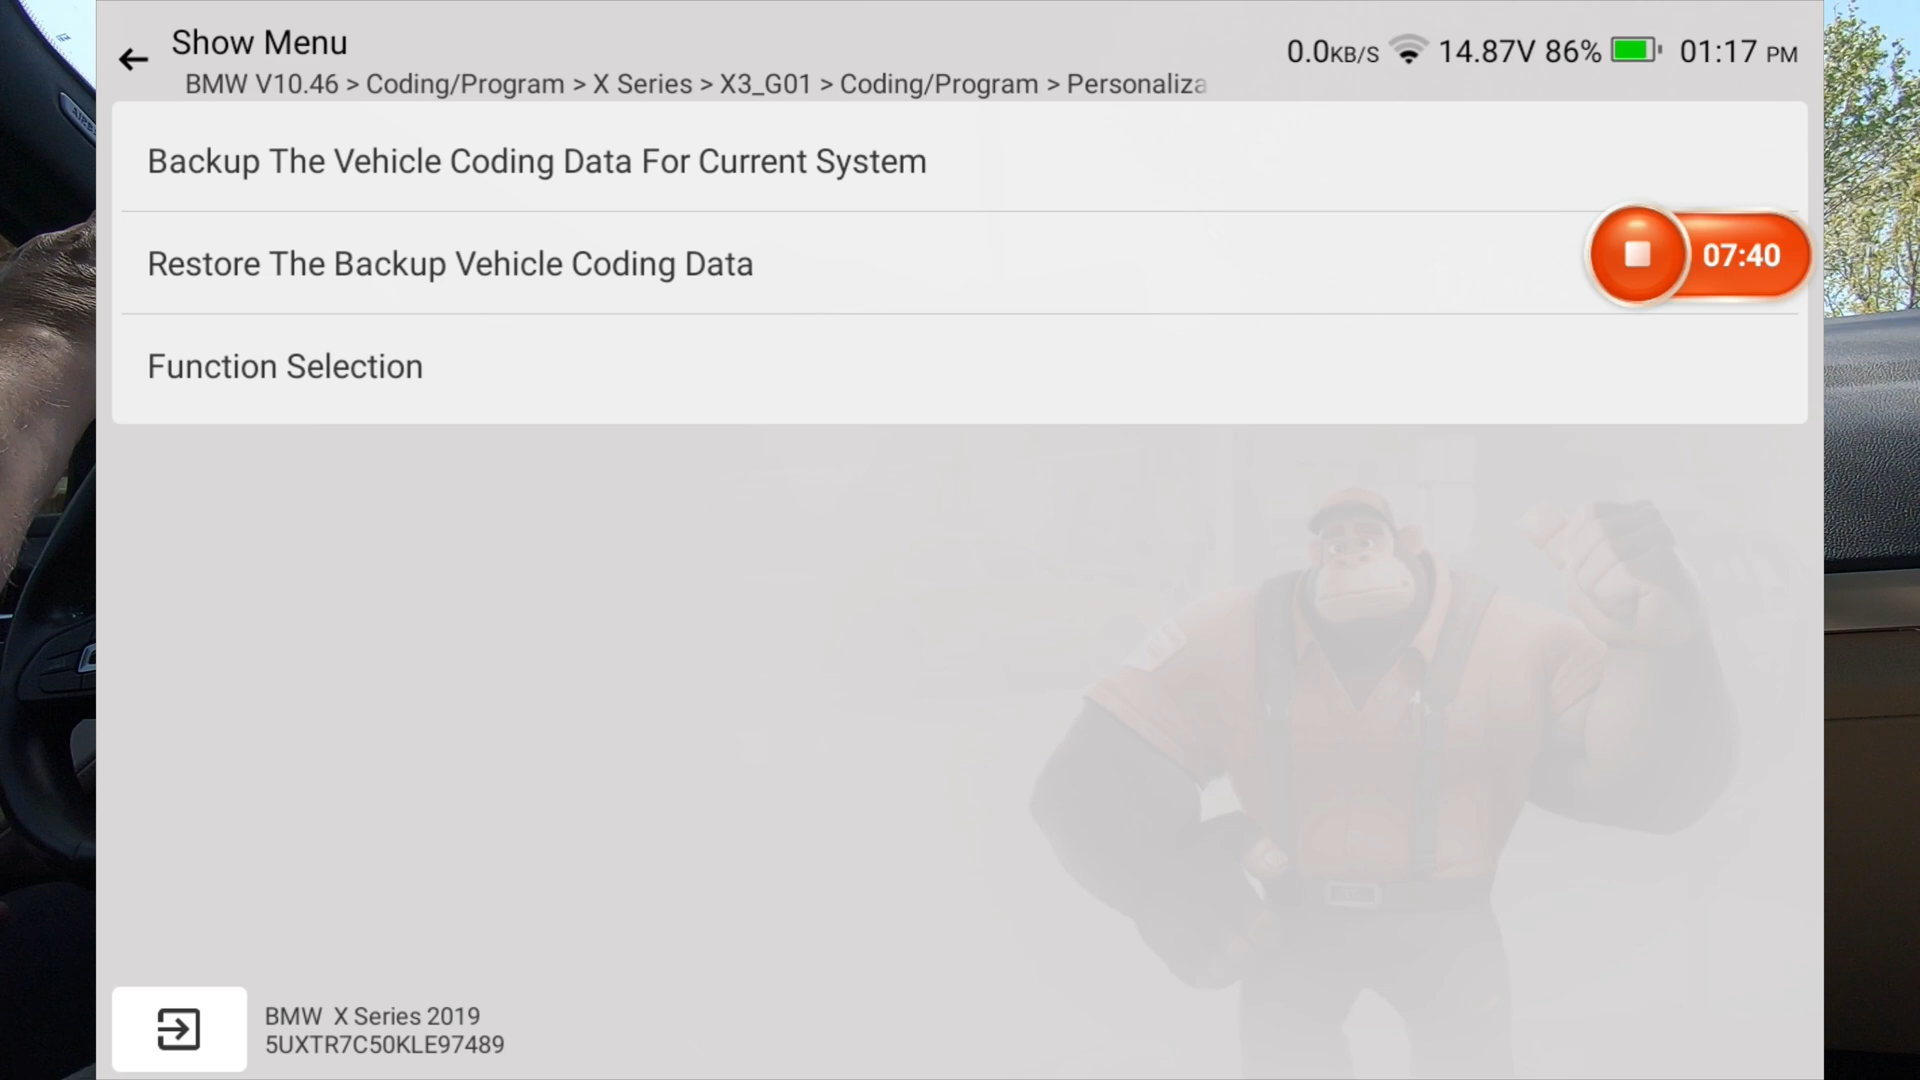 Show Menu
BMW V10.46 > Coding/Program > X Series > X3_G01 > Coding/Program > Personaliza
0.0KB/S 14.87V 86% 01:17 PM
Backup The Vehicle Coding Data For Current System
Restore The Backup Vehicle Coding Data
07:40
Function Selection
BMW X Series 2019
5UXTR7C50KLE97489